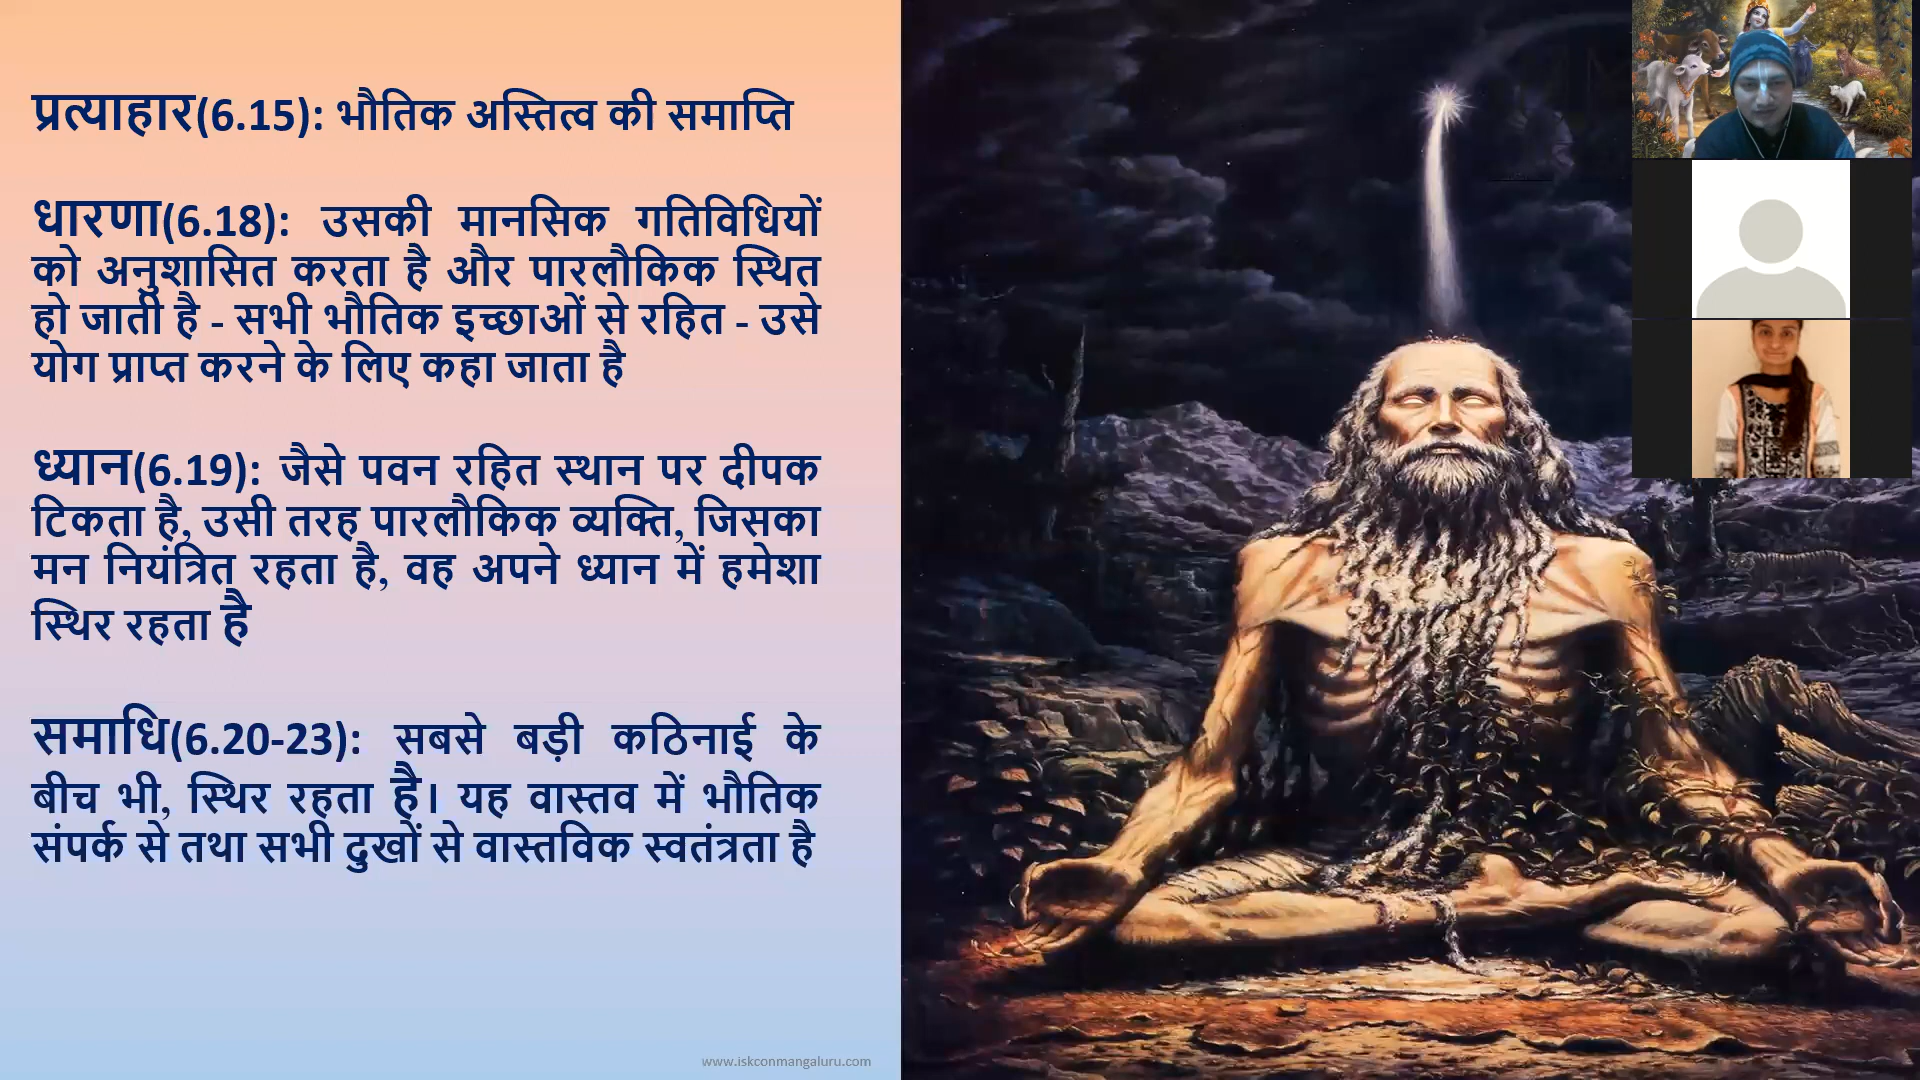 प्रत्याहार(6.15): भौतिक अस्तित्व की समाप्ति
धारणा(6.18): उसकी मानसिक गतिविधियों
को अनुशासित करता है और पारलौकिक स्थित
हो जाती है - सभी भौतिक इच्छाओं से रहित - उसे
योग प्राप्त करने के लिए कहा जाता है
ध्यान(6.19): जैसे पवन रहित स्थान पर दीपक
टिकता है, उसी तरह पारलौकिक व्यक्ति, जिसका
मन नियंत्रित रहता है, वह अपने ध्यान में हमेशा
स्थिर रहता है
समाधि(6.20-23): सबसे बड़ी कठिनाई के
बीच भी, स्थिर रहता है। यह वास्तव में भौतिक
संपर्क से तथा सभी दुखों से वास्तविक स्वतंत्रता है
www.iskconmangaluru.com